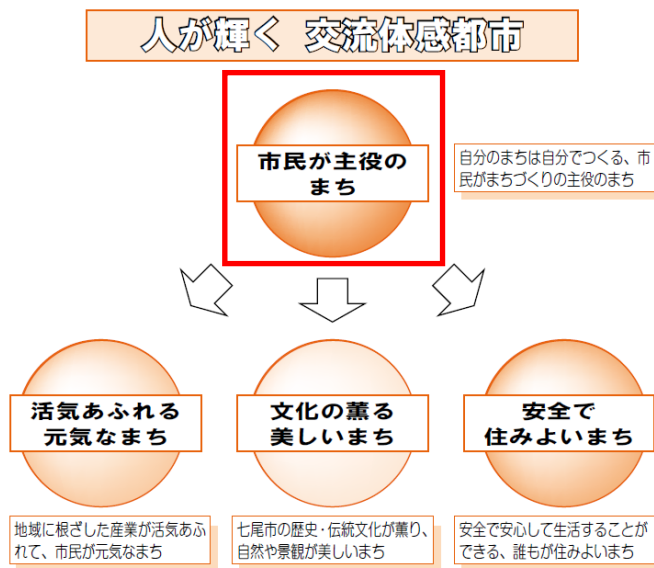 人が輝く 交流体感都市
市民が主役の
まち
自分のまちは自分でつくる、市
民がまちづくりの主役のまち
活気あふれる
元気なまち
文化の薫る
美しいまち
安全で
住みよいまち
地域に根ざした産業が活気あふ
れて、市民が元気なまち
七尾市の歴史・伝統文化が薫り、
自然や景観が美しいまち
安全で安心して生活することが
できる、誰もが住みよいまち